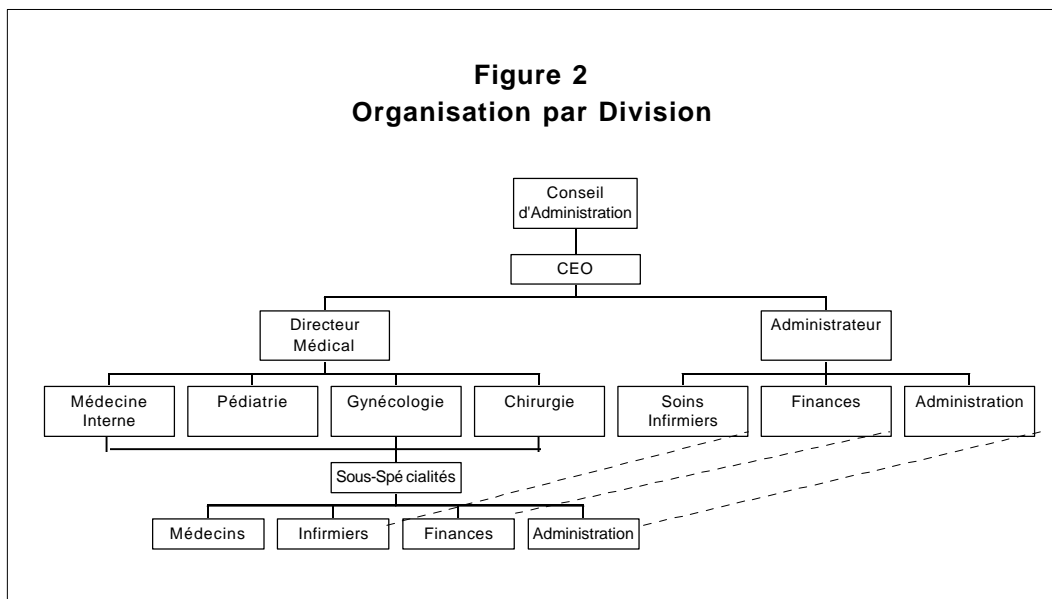 Figure 2
Organisation par Division
Conseil
d'Administration
CEO
Directeur
Médical
Administrateur
Médecine
Interne
Pédiatrie
Gynécologie
Chirurgie
Soins
Infirmiers
Finances
Administration
Sous-Spé cialités
Médecins
Infirmiers
Finances
Administration